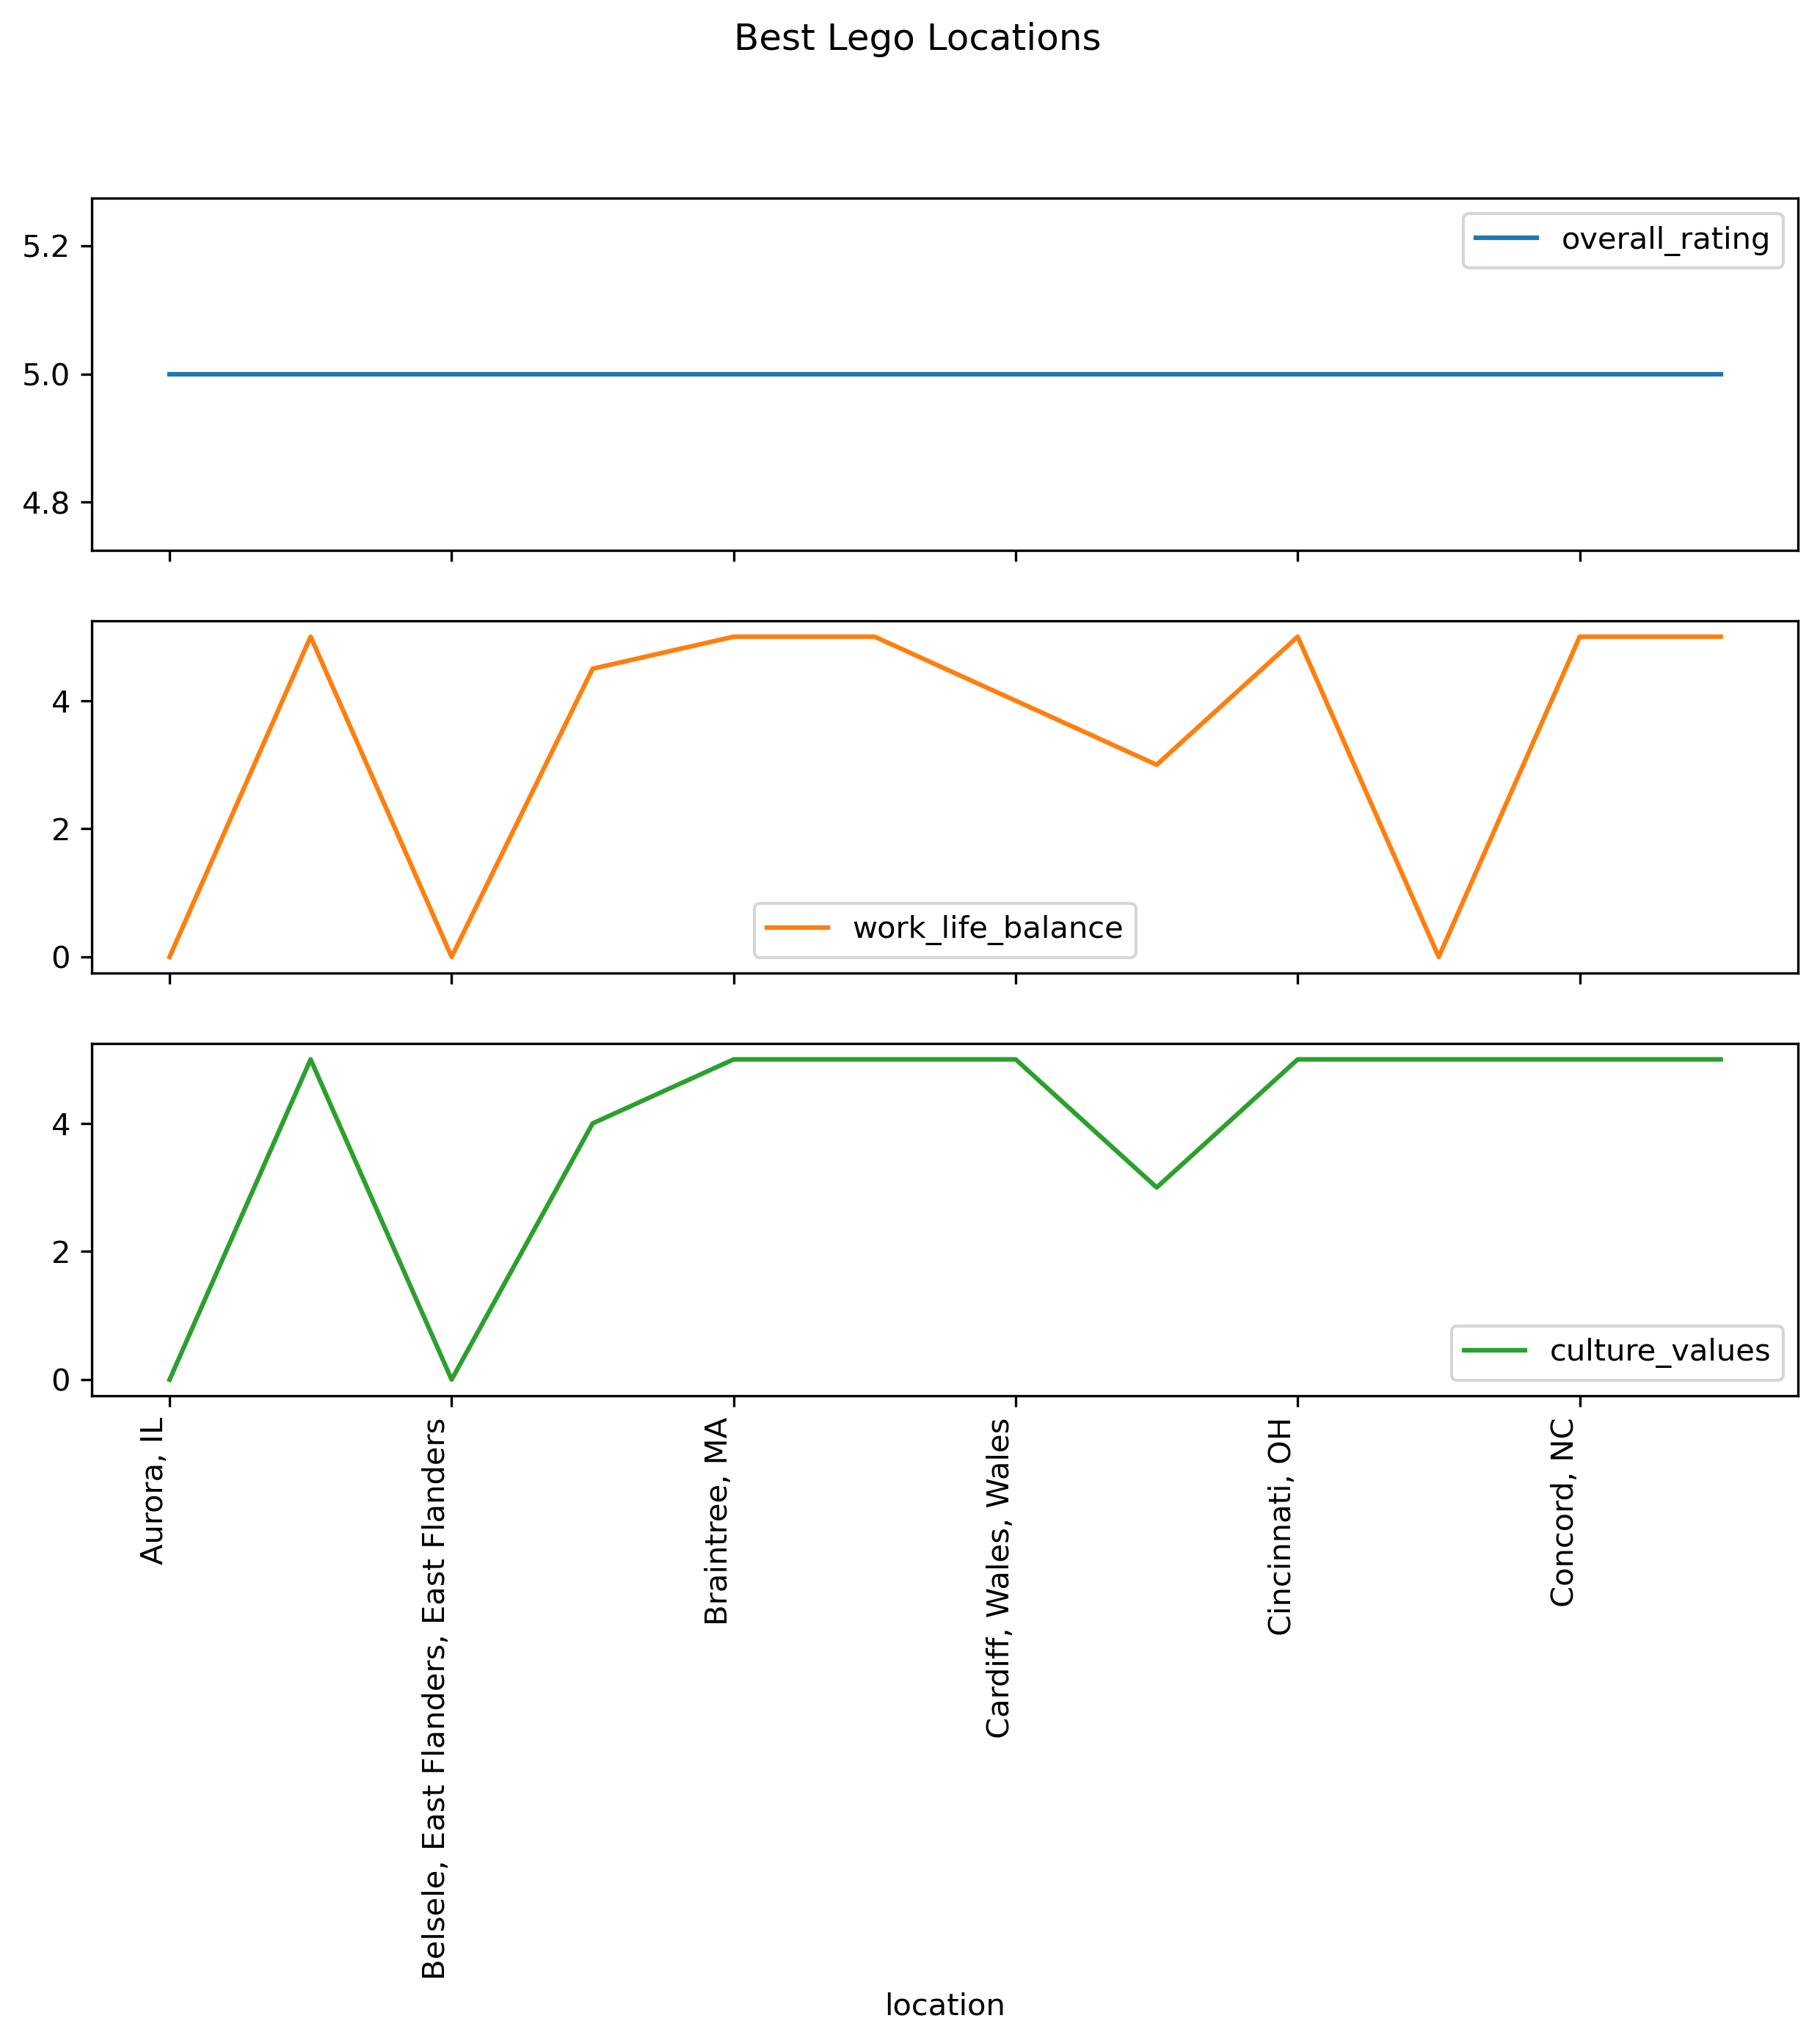 Best Lego Locations
5.2
5.0
4.8
overall_rating
4
2
0
work_life_balance
4
2
0
culture_values
Aurora, IL
Belsele, East Flanders, East Flanders
Braintree, MA
Cardiff, Wales, Wales
Cincinnati, OH
Concord, NC
location